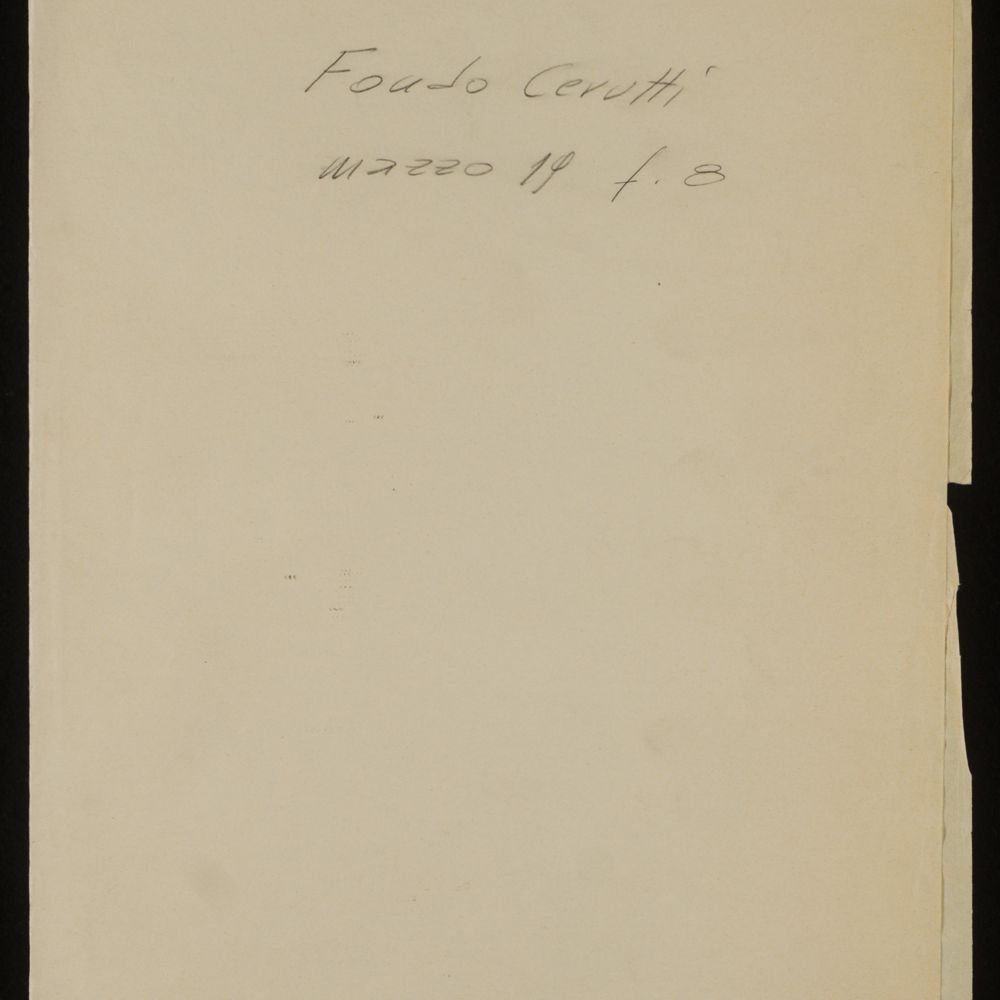 Fondo Cerutti
mazzo 19 f. 8